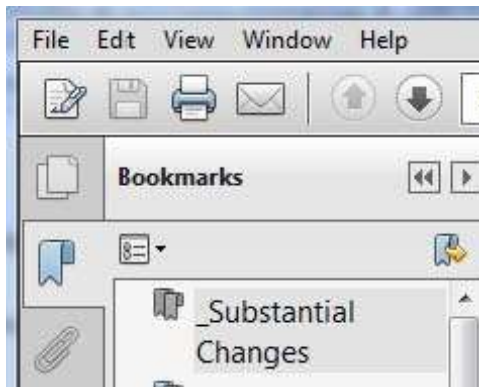 File Edt View Window Help
Bookmarks
_Substantial
Changes